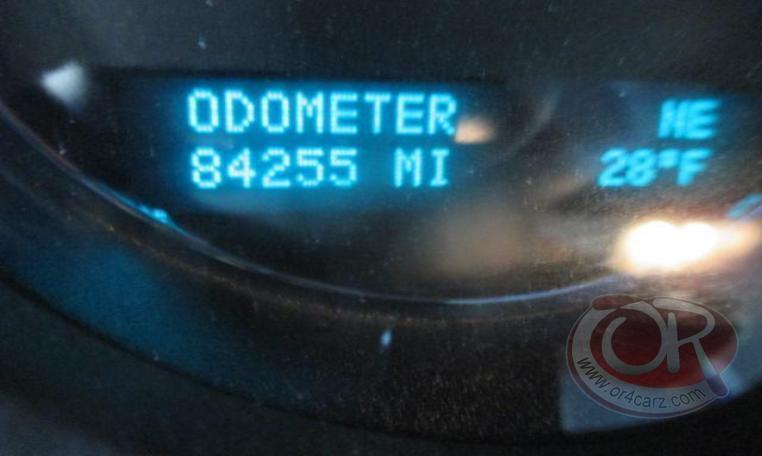 ODOMETER NE
84255 MI 28°F
OR
www.or4carz.com